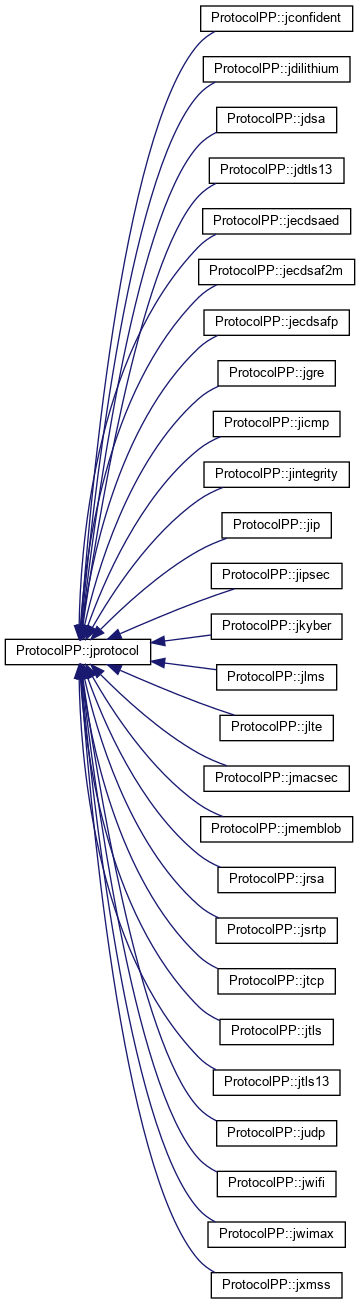 ProtocolPP::jconfident
ProtocolPP::jdilithium
ProtocolPP::jdsa
ProtocolPP::jdtls13
ProtocolPP::jecdsaed
ProtocolPP::jecdsaf2m
ProtocolPP::jecdsafp
ProtocolPP::jgre
ProtocolPP::jicmp
ProtocolPP::jintegrity
ProtocolPP::jip
ProtocolPP::jipsec
ProtocolPP::jkyber
ProtocolPP::jprotocol
ProtocolPP::jlms
ProtocolPP::jlte
ProtocolPP::jmacsec
ProtocolPP::jmemblob
ProtocolPP::jrsa
ProtocolPP::jsrtp
ProtocolPP::jtcp
ProtocolPP::jtls
ProtocolPP::jtls13
ProtocolPP::judp
ProtocolPP::jwifi
ProtocolPP::jwimax
ProtocolPP::jxmss